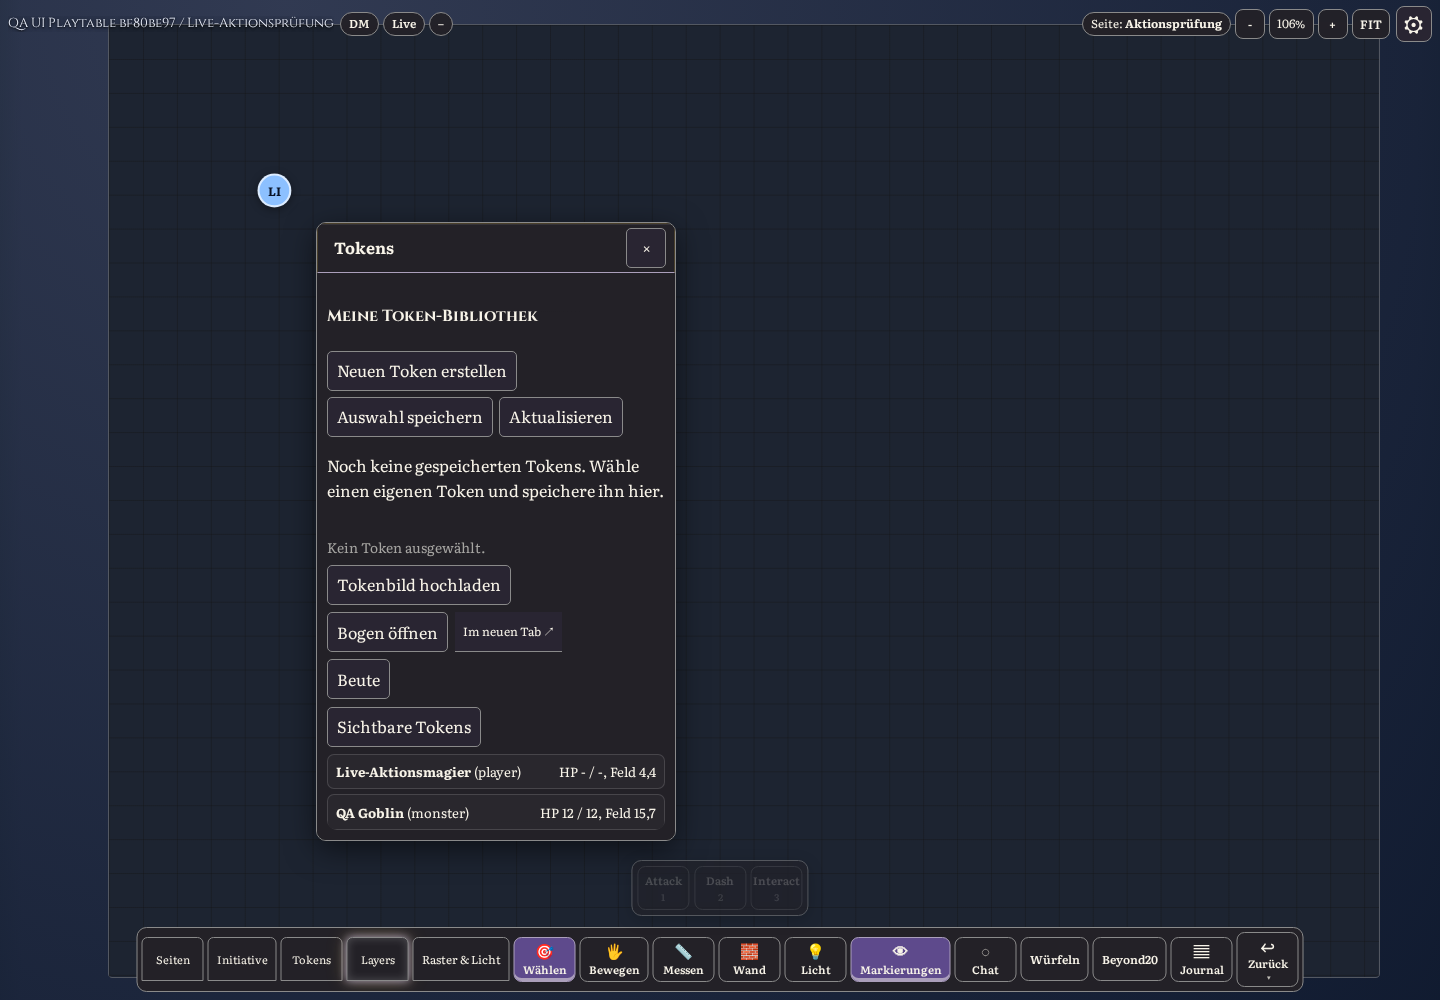 QA UI Playtable bf80be97 / Live-Aktionsprüfung DM Live –
Seite: Aktionsprüfung - 106% + FIT
LI
Tokens ×
Meine Token-Bibliothek
Neuen Token erstellen
Auswahl speichern Aktualisieren
Noch keine gespeicherten Tokens. Wähle
einen eigenen Token und speichere ihn hier.
Kein Token ausgewählt.
Tokenbild hochladen
Bogen öffnen Im neuen Tab ↗
Beute
Sichtbare Tokens
Live-Aktionsmagier (player) HP - / -, Feld 4,4
QA Goblin (monster) HP 12 / 12, Feld 15,7
Attack Dash Interact
1 2 3
Seiten Initiative Tokens Layers Raster & Licht Wählen Bewegen Messen Wand Licht Markierungen Chat Würfeln Beyond20 Journal Zurück